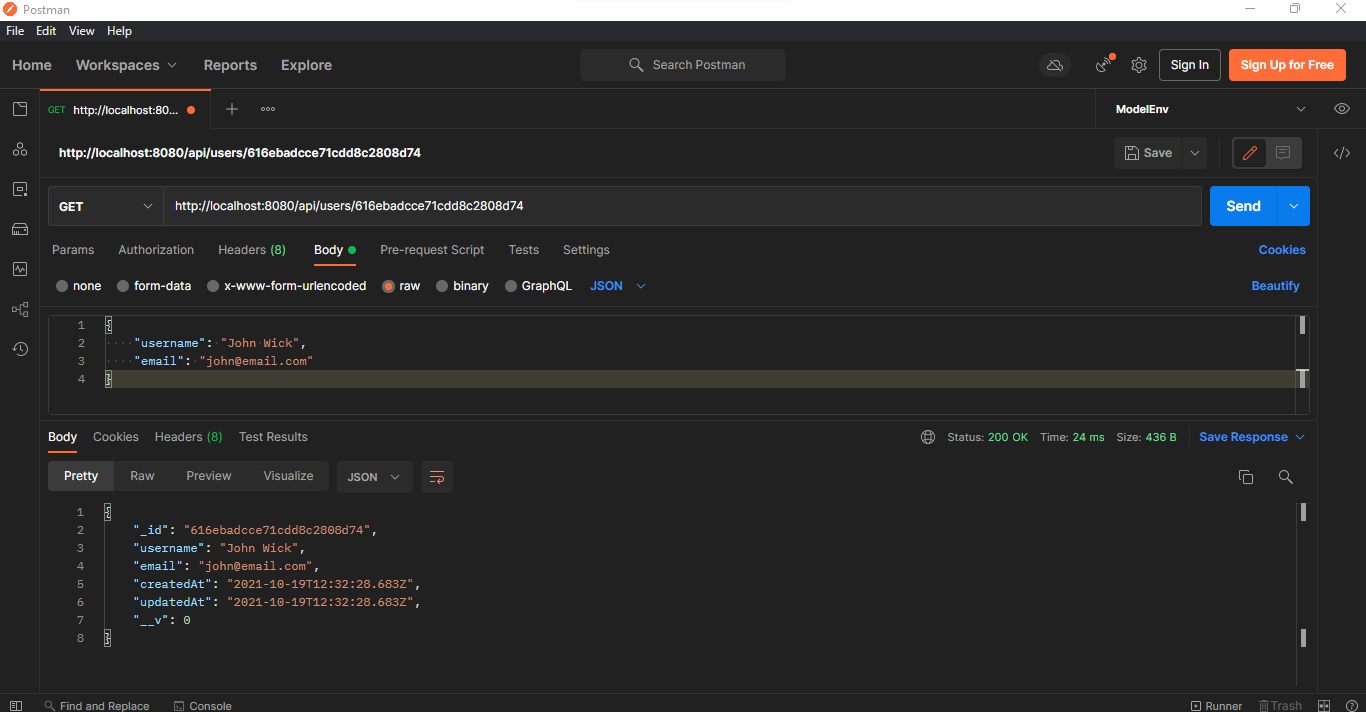 Postman
File Edit View Help
Home Workspaces Reports Explore Search Postman Sign In Sign Up for Free
GET http://localhost:80... ModelEnv
http://localhost:8080/api/users/616ebadcce71cdd8c2808d74 Save
GET http://localhost:8080/api/users/616ebadcce71cdd8c2808d74 Send
Params Authorization Headers (8) Body Pre-request Script Tests Settings Cookies
none form-data x-www-form-urlencoded raw binary GraphQL JSON Beautify
1 {
2 "username": "John Wick",
3 "email": "john@email.com"
4 }
Body Cookies Headers (8) Test Results Status: 200 OK Time: 24 ms Size: 436 B Save Response
Pretty Raw Preview Visualize JSON
1 {
2 "_id": "616ebadcce71cdd8c2808d74",
3 "username": "John Wick",
4 "email": "john@email.com",
5 "createdAt": "2021-10-19T12:32:28.683Z",
6 "updatedAt": "2021-10-19T12:32:28.683Z",
7 "__v": 0
8 }
Find and Replace Console Runner Trash